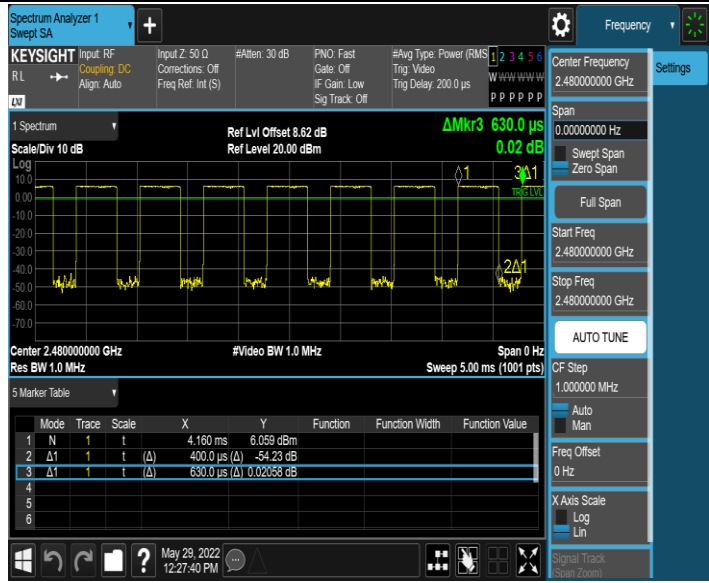 Spectrum Analyzer 1
Swept SA
+
Frequency
KEYSIGHT
RL
LXI
Input: RF
Coupling: DC
Align: Auto
Input Z: 50 Ω
Corrections: Off
Freq Ref: Int (S)
#Atten: 30 dB
PNO: Fast
Gate: Off
IF Gain: Low
Sig Track: Off
#Avg Type: Power (RMS
Trig: Video
Trig Delay: 200.0 µs
1 2 3 4 5 6
W W W W W W
P P P P P P
Center Frequency
2.480000000 GHz
Settings
Span
0.00000000 Hz
Swept Span
Zero Span
Full Span
Start Freq
2.480000000 GHz
Stop Freq
2.480000000 GHz
AUTO TUNE
CF Step
1.000000 MHz
Auto
Man
Freq Offset
0 Hz
X Axis Scale
Log
Lin
Signal Track
(Span Zoom)
1 Spectrum
Scale/Div 10 dB
Ref Lvl Offset 8.62 dB
Ref Level 20.00 dBm
ΔMkr3 630.0 µs
0.02 dB
Log
10.0
0.00
-10.0
-20.0
-30.0
-40.0
-50.0
-60.0
-70.0
1
3Δ1
TRIG LVL
2Δ1
Center 2.480000000 GHz
#Video BW 1.0 MHz
Span 0 Hz
Res BW 1.0 MHz
Sweep 5.00 ms (1001 pts)
5 Marker Table
Mode Trace Scale X Y Function Function Width Function Value
1 N 1 t 4.160 ms 6.059 dBm
2 Δ1 1 t (Δ) 400.0 µs (Δ) -54.23 dB
3 Δ1 1 t (Δ) 630.0 µs (Δ) 0.02058 dB
4
5
6
?
May 29, 2022
12:27:40 PM